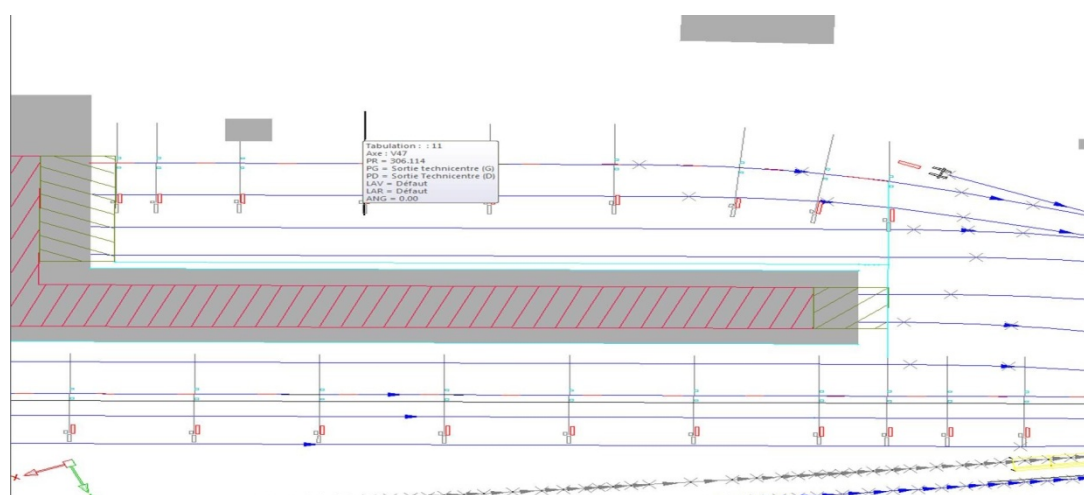 Tabulation : : 11
Axe : V47
PR = 306.114
PG = Sortie technicentre (G)
PD = Sortie Technicentre (D)
LAV = Défaut
LAR = Défaut
ANG = 0.00
x